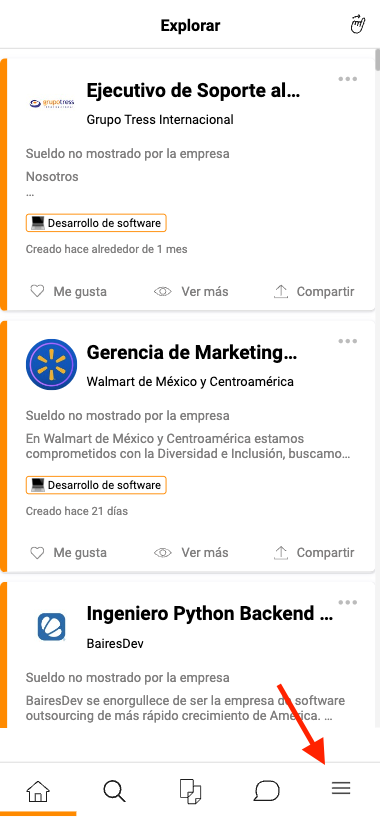 Explorar
Ejecutivo de Soporte al...
grupotress
Grupo Tress Internacional
Sueldo no mostrado por la empresa
Nosotros
...
Desarrollo de software
Creado hace alrededor de 1 mes
Me gusta
Ver más
Compartir
Gerencia de Marketing...
Walmart de México y Centroamérica
Sueldo no mostrado por la empresa
En Walmart de México y Centroamérica estamos
comprometidos con la Diversidad e Inclusión, buscamo...
Desarrollo de software
Creado hace 21 días
Me gusta
Ver más
Compartir
Ingeniero Python Backend ...
BairesDev
Sueldo no mostrado por la empresa
BairesDev se enorgullece de ser la empresa de software
outsourcing de más rápido crecimiento de América. ...